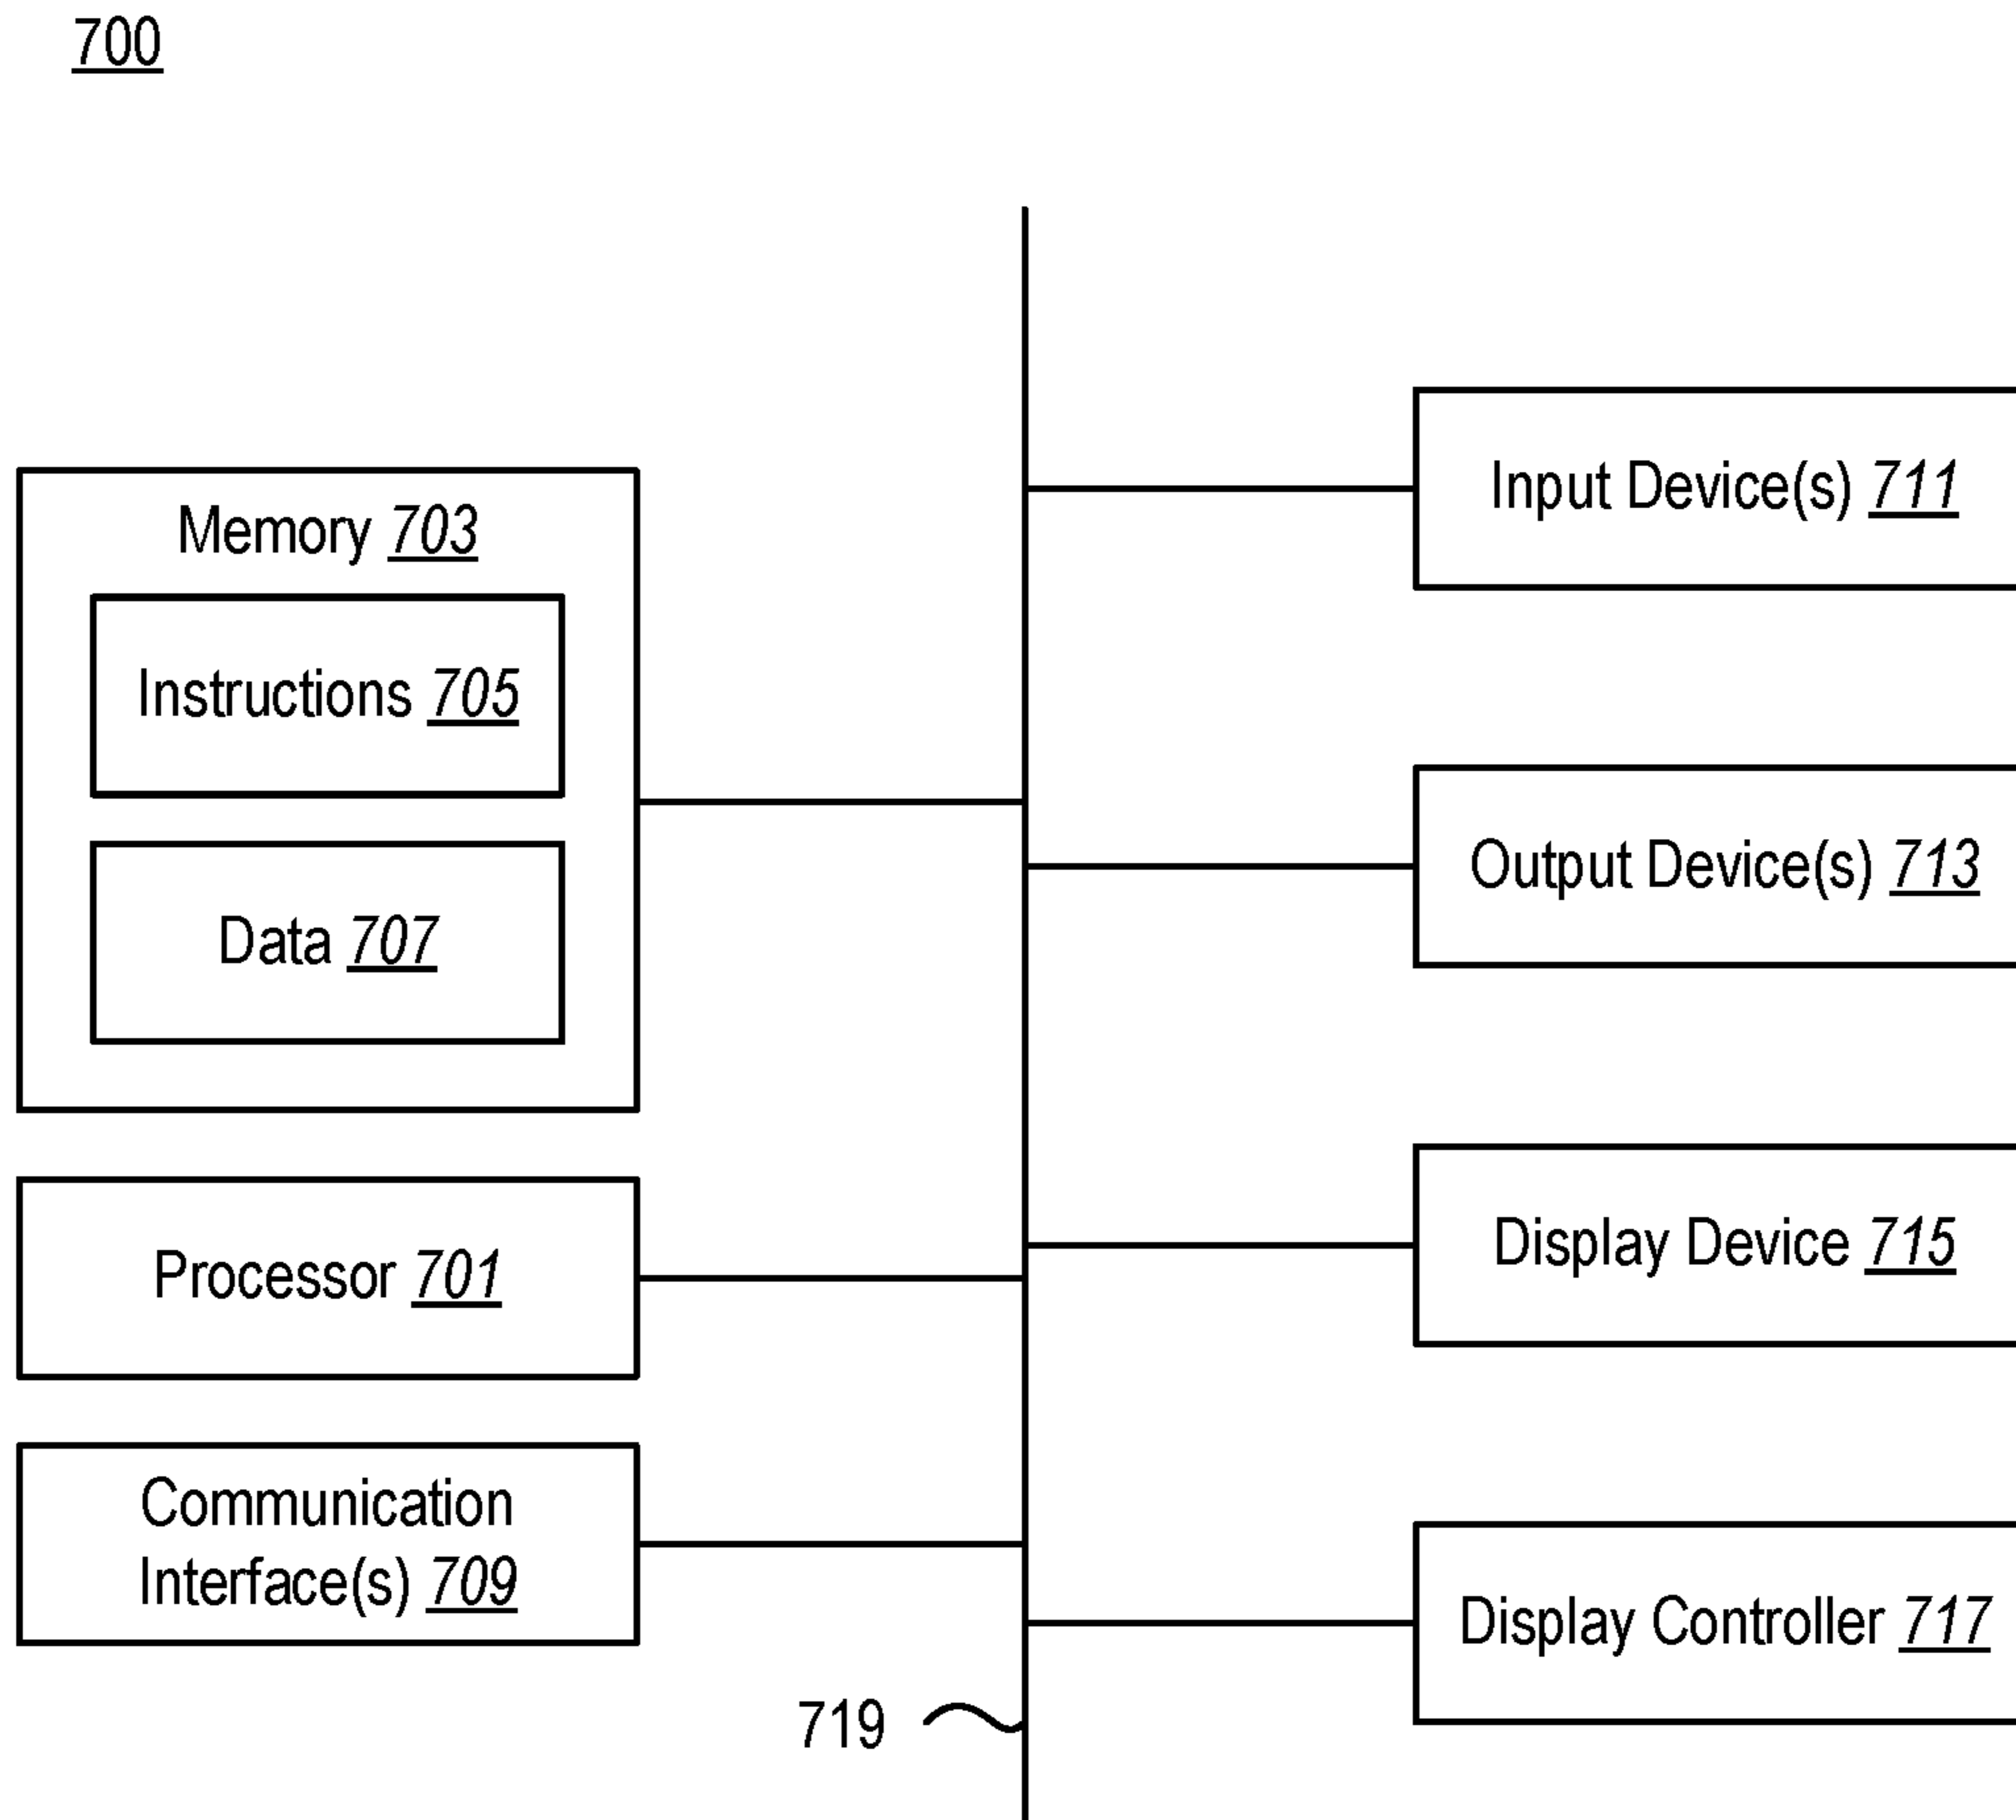 700
Memory 703
Instructions 705
Data 707
Processor 701
Communication
Interface(s) 709
719
Input Device(s) 711
Output Device(s) 713
Display Device 715
Display Controller 717